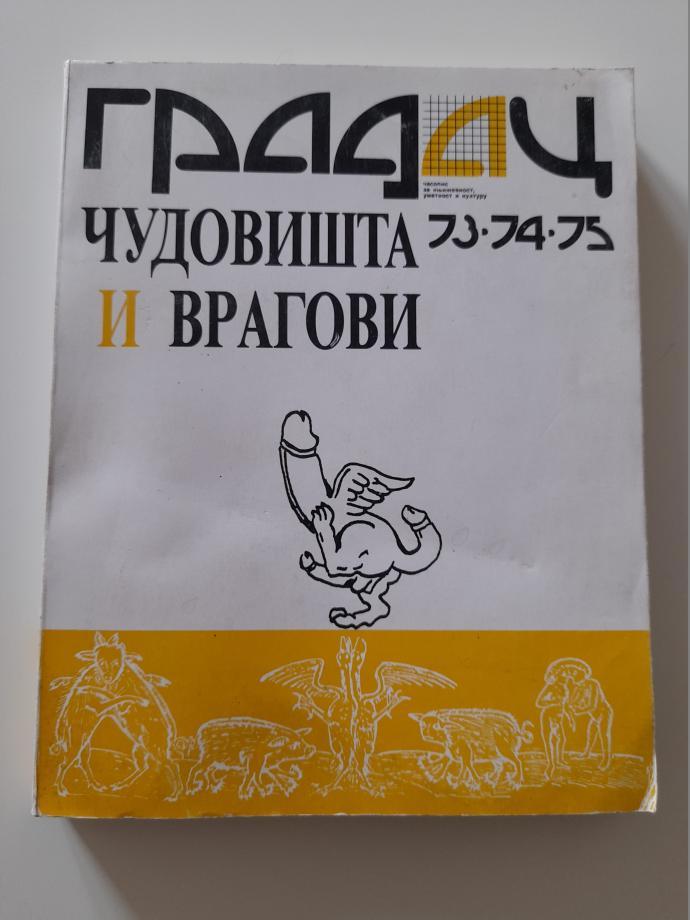 градац
часопис
за књижевност,
уметност и културу
73·74·75
ЧУДОВИШТА
И ВРАГОВИ